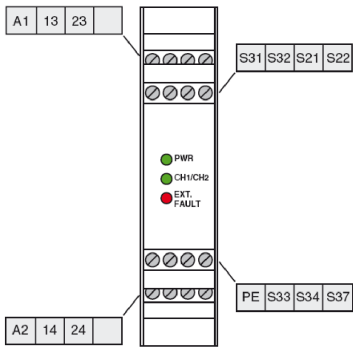 A1 13 23
S31 S32 S21 S22
PWR
CH1/CH2
EXT.
FAULT
PE S33 S34 S37
A2 14 24